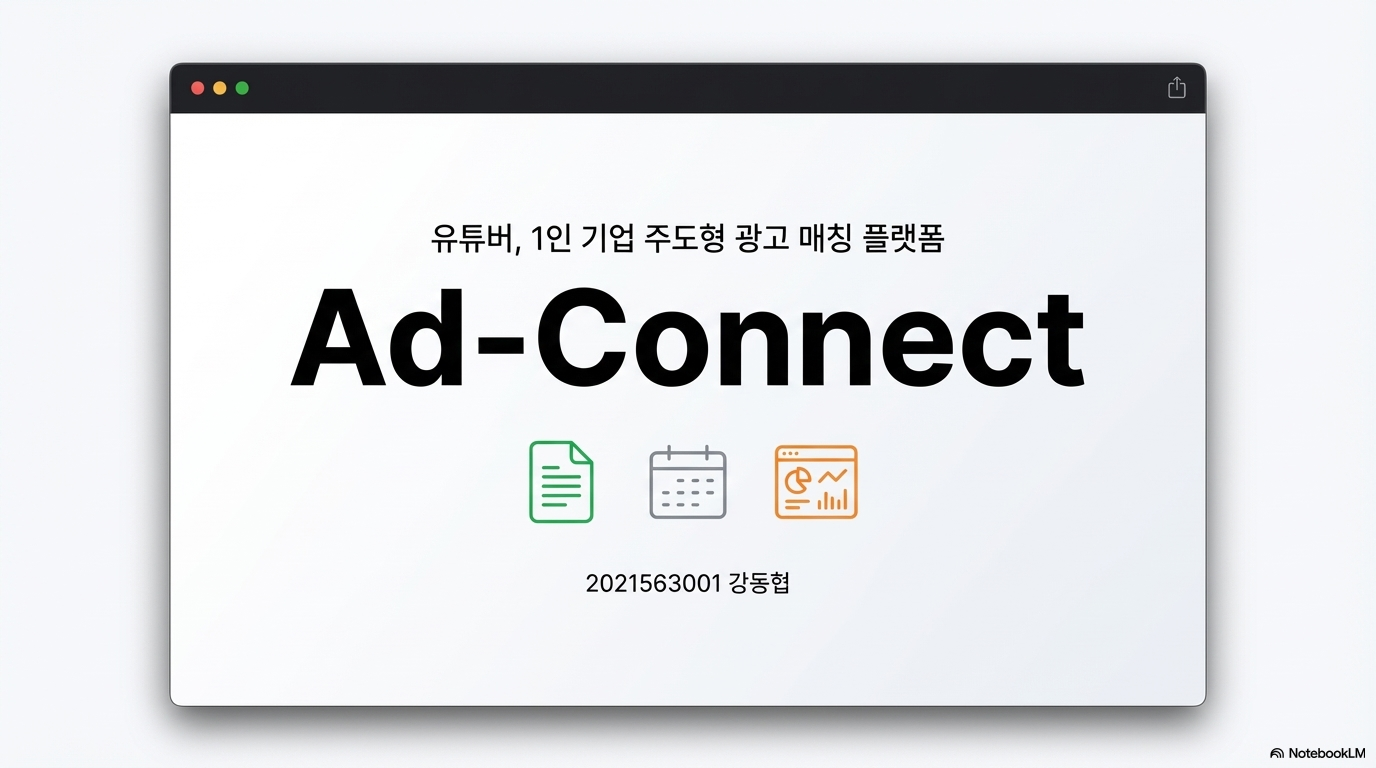 유튜버, 1인 기업 주도형 광고 매칭 플랫폼
Ad-Connect
2021563001 강동협
NotebookLM